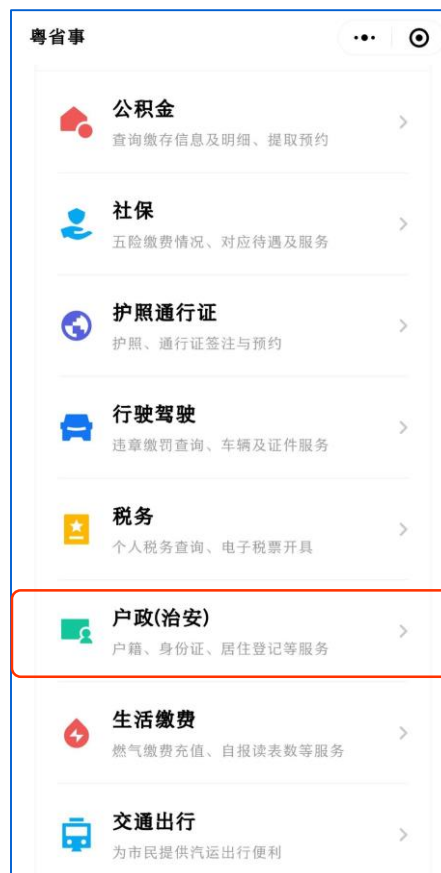 粤省事
公积金
查询缴存信息及明细、提取预约
社保
五险缴费情况、对应待遇及服务
护照通行证
护照、通行证签注与预约
行驶驾驶
违章缴罚查询、车辆及证件服务
税务
个人税务查询、电子税票开具
户政(治安)
户籍、身份证、居住登记等服务
生活缴费
燃气缴费充值、自报读表数等服务
交通出行
为市民提供汽运出行便利